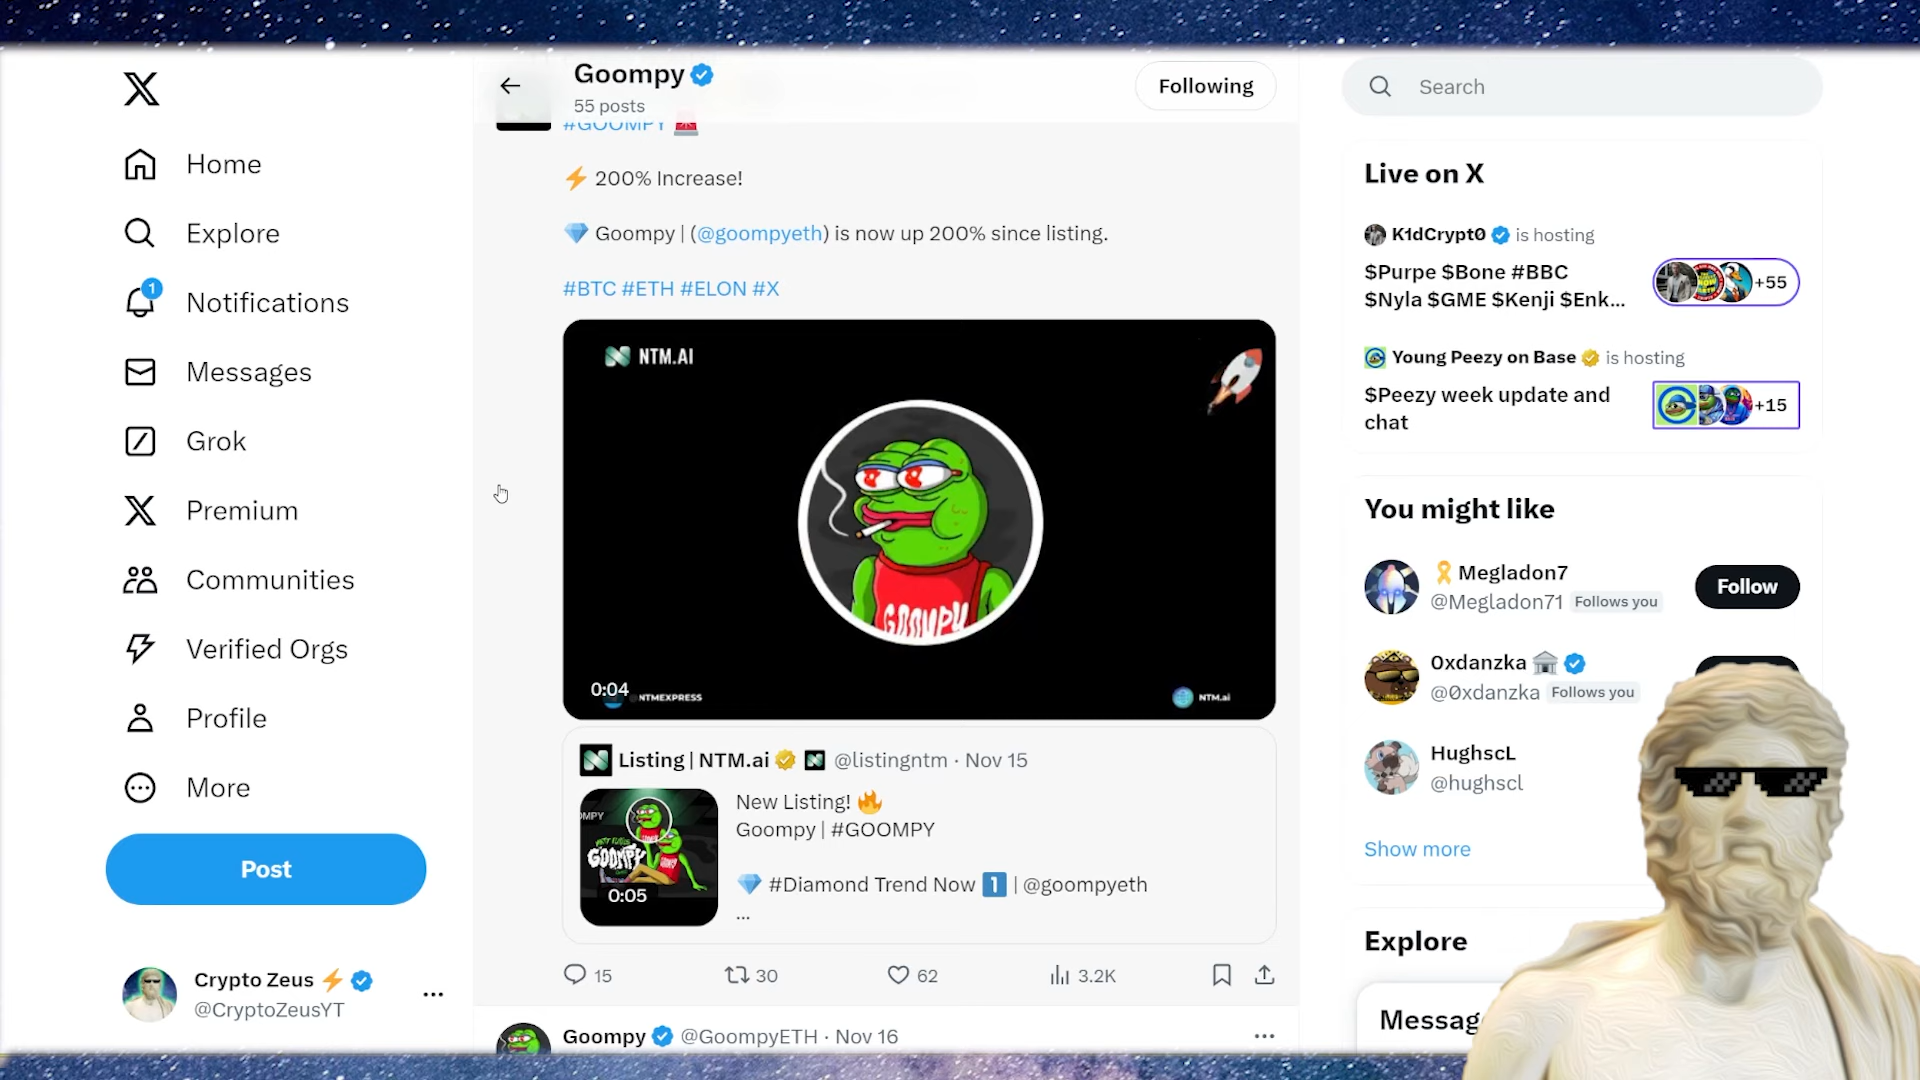 Home
Explore
1
Notifications
Messages
Grok
Premium
Communities
Verified Orgs
Profile
More
Post
Crypto Zeus
@CryptoZeusYT
Goompy
55 posts
Following
#GOOMPY
200% Increase!
Goompy | (@goompyeth) is now up 200% since listing.
#BTC #ETH #ELON #X
NTM.AI
GOOMPY
0:04
NTMEXPRESS
NTM.ai
Listing | NTM.ai @listingntm · Nov 15
New Listing! 🔥
Goompy | #GOOMPY
💎 #Diamond Trend Now 1️⃣ | @goompyeth
...
GOOMPY
0:05
15
30
62
3.2K
Goompy @GoompyETH · Nov 16
Search
Live on X
K1dCrypt0 is hosting
$Purpe $Bone #BBC
$Nyla $GME $Kenji $Enk...
+55
Young Peezy on Base is hosting
$Peezy week update and
chat
+15
You might like
Megladon7
@Megladon71 Follows you
Follow
0xdanzka
@0xdanzka Follows you
HughscL
@hughscl
Show more
Explore
Messag